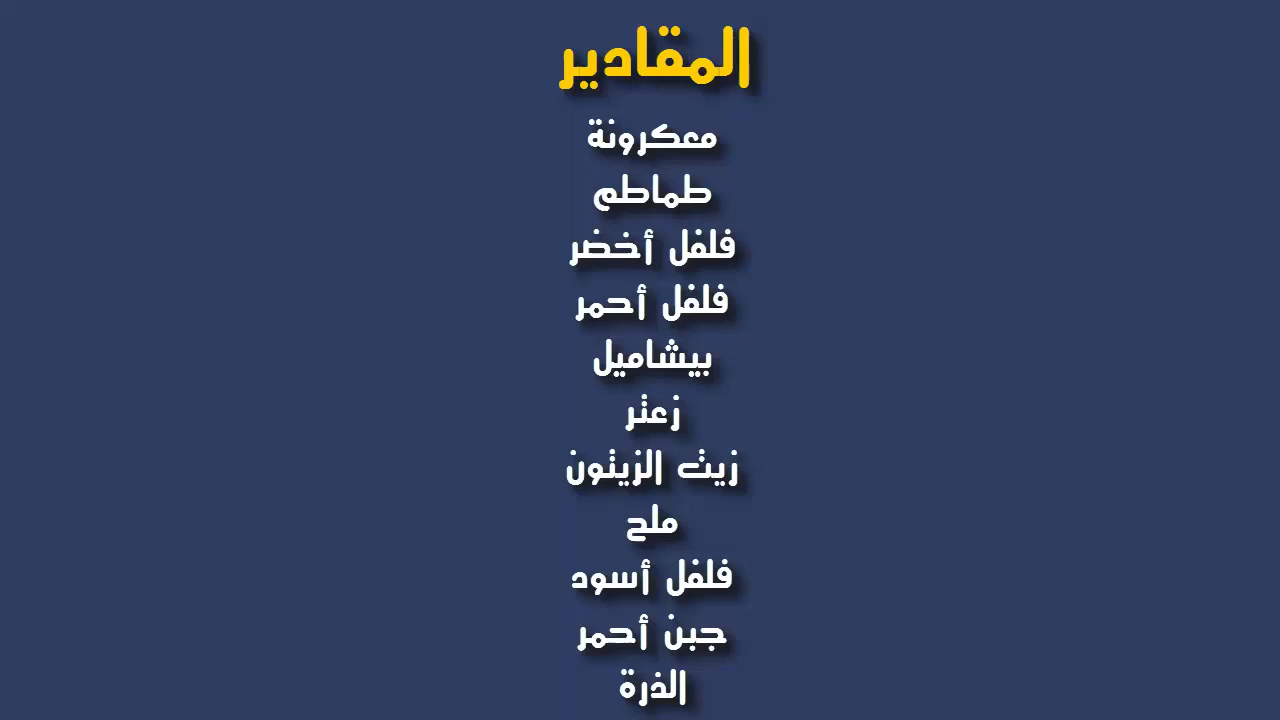 المقادير
معكرونة
طماطم
فلفل أخضر
فلفل أحمر
بيشاميل
زعتر
زيت الزيتون
ملح
فلفل أسود
جبن أحمر
الذرة